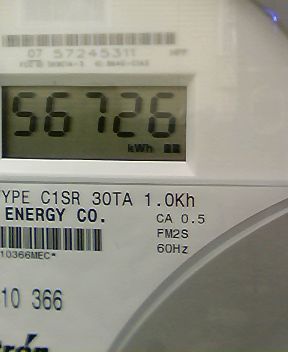 07 57245311
56726
kWh
TYPE C1SR 30TA 1.0Kh
ENERGY CO.
CA 0.5
FM2S
60Hz
10366MEC*
10 366
trón